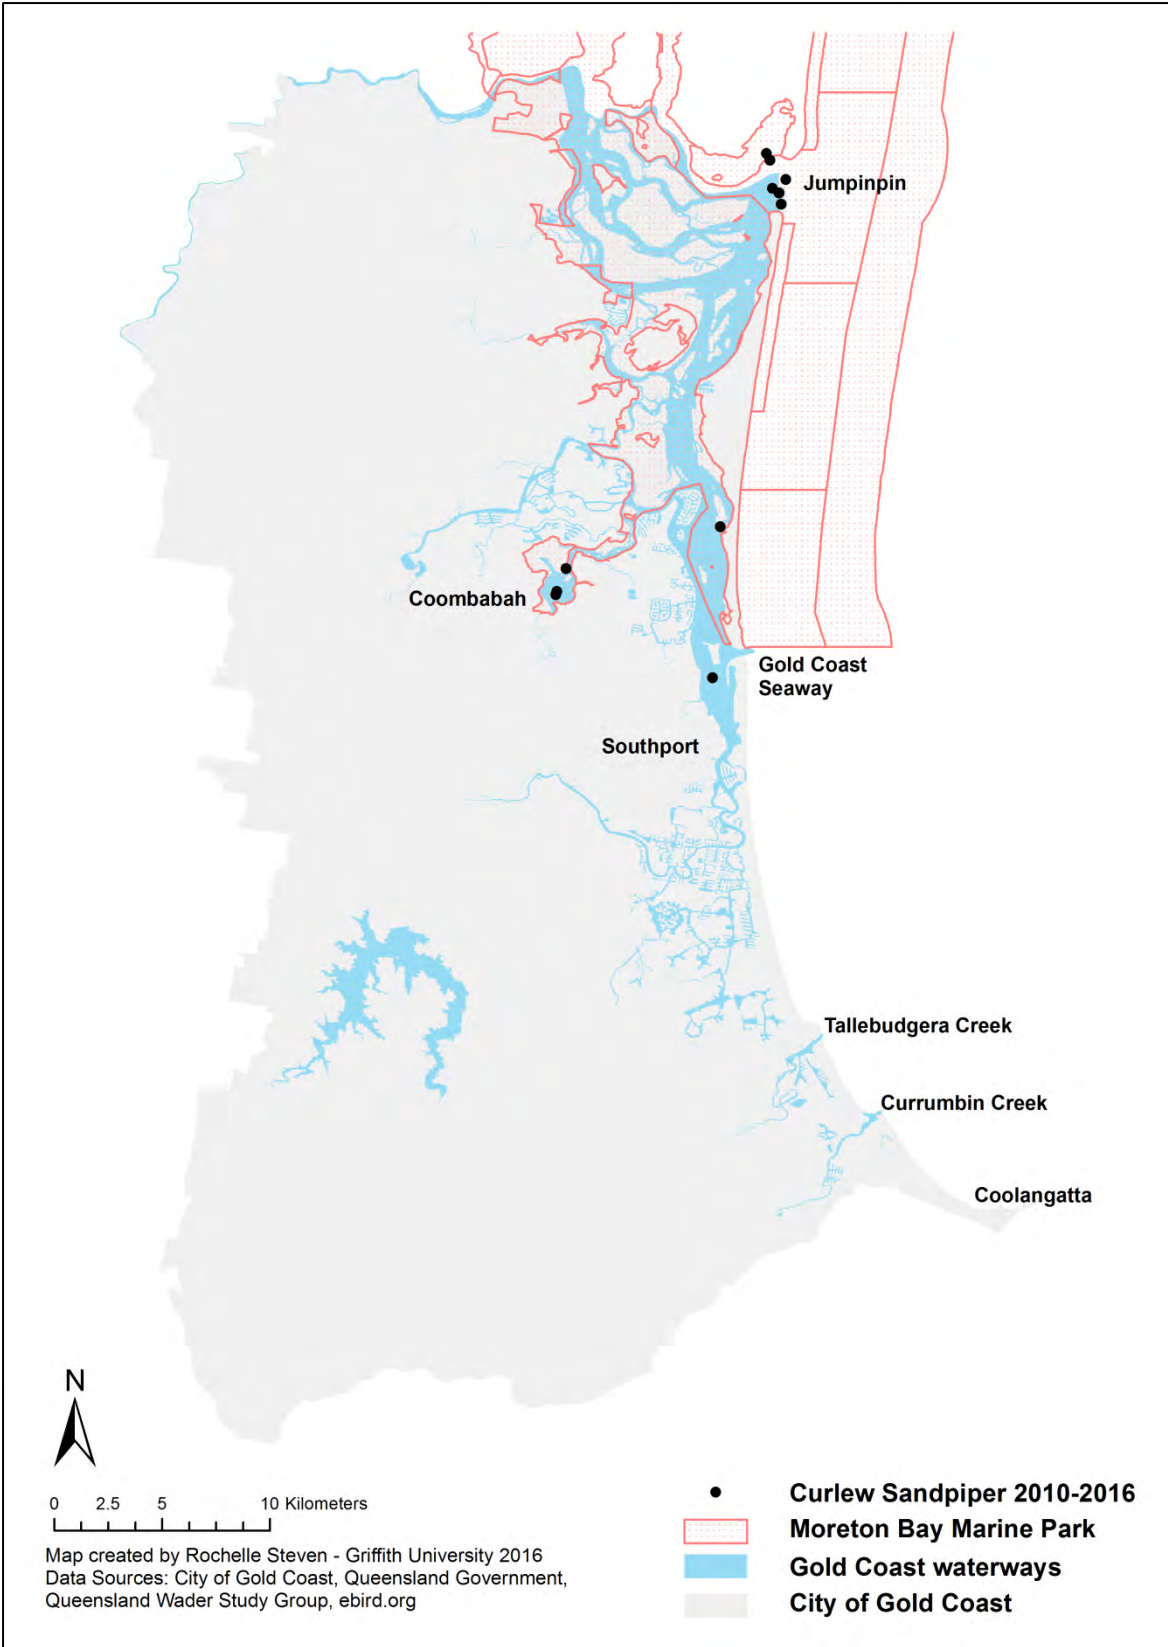 Jumpinpin
Coombabah
Gold Coast
Seaway
Southport
Tallebudgera Creek
Currumbin Creek
Coolangatta
N
0 2.5 5 10 Kilometers
Map created by Rochelle Steven - Griffith University 2016
Data Sources: City of Gold Coast, Queensland Government,
Queensland Wader Study Group, ebird.org
Curlew Sandpiper 2010-2016
Moreton Bay Marine Park
Gold Coast waterways
City of Gold Coast